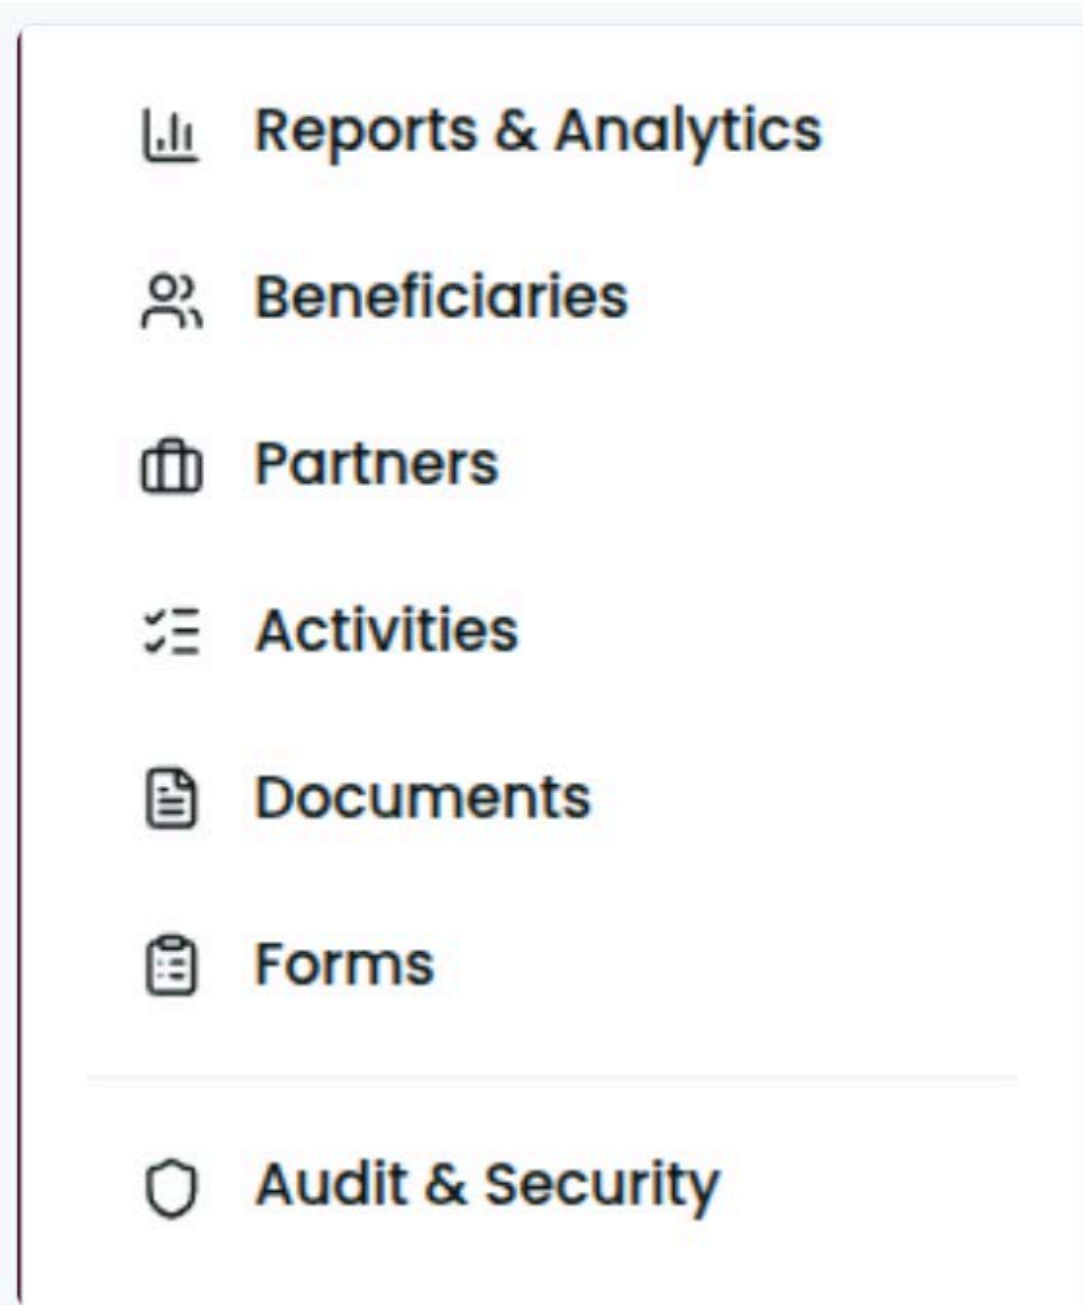 Reports & Analytics
Beneficiaries
Partners
Activities
Documents
Forms
Audit & Security